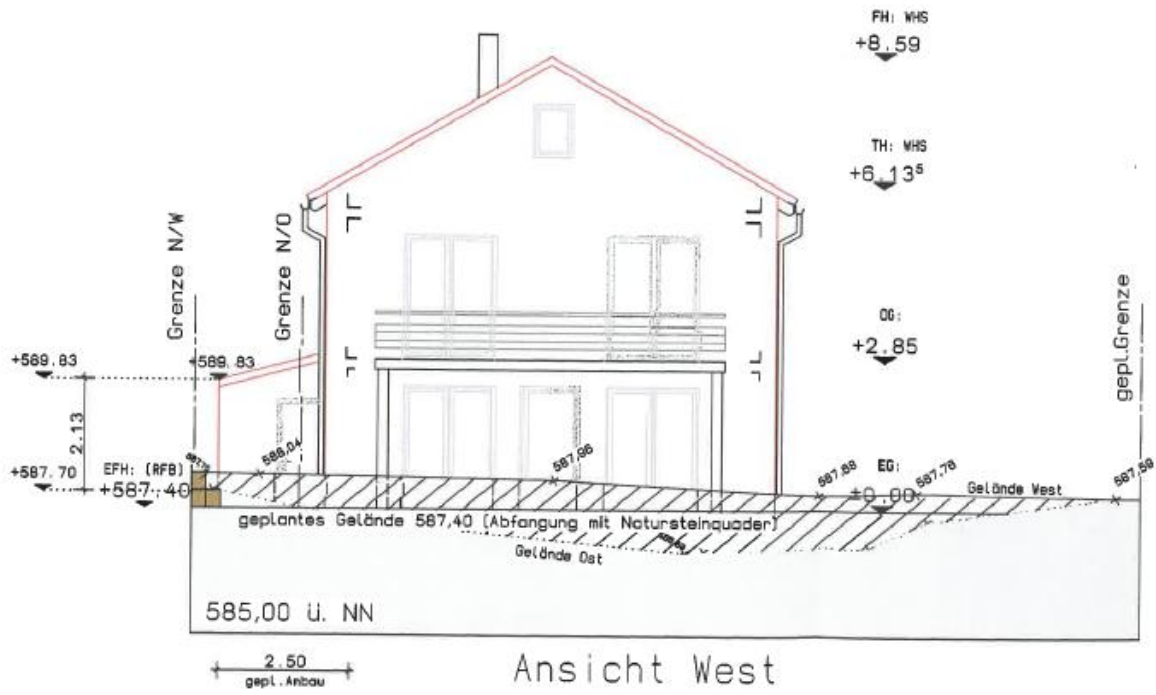 FH: WHS
+8,59
TH: WHS
+6,13⁵
Grenze N/W
Grenze N/O
gepl.Grenze
OG:
+2,85
+589.83
+589.83
2.13
+587.70
EFH: (RFB)
+587,40
588,04
587,96
587,88
EG:
±0,00
587,76
Gelände West
587,59
geplantes Gelände 587,40 (Abfangung mit Natursteinquader)
Gelände Ost
585,00 ü. NN
2.50
gepl.Anbau
Ansicht West